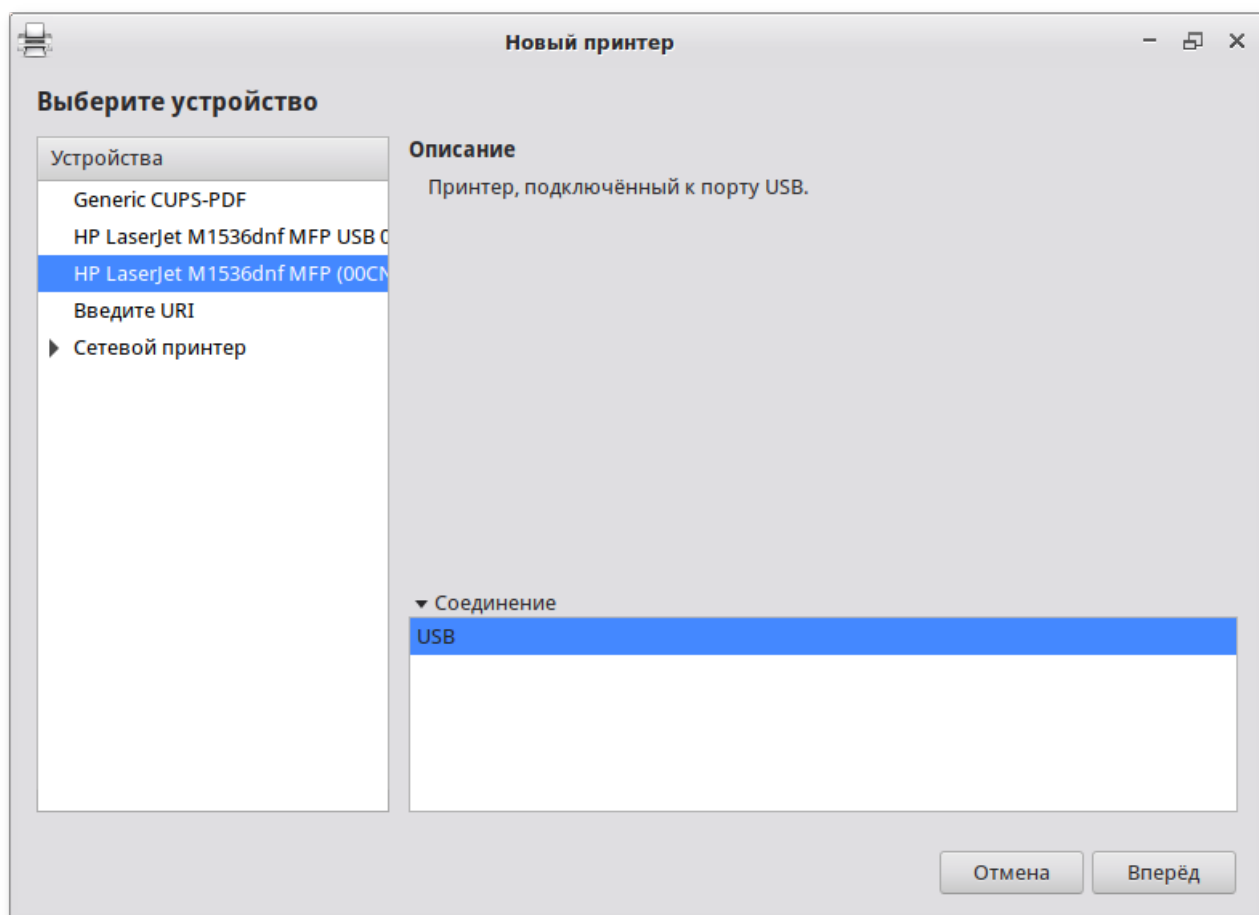 Новый принтер
Выберите устройство
Устройства
Generic CUPS-PDF
HP LaserJet M1536dnf MFP USB
HP LaserJet M1536dnf MFP (00CN
Введите URI
Сетевой принтер
Описание
Принтер, подключённый к порту USB.
Соединение
USB
Отмена
Вперёд